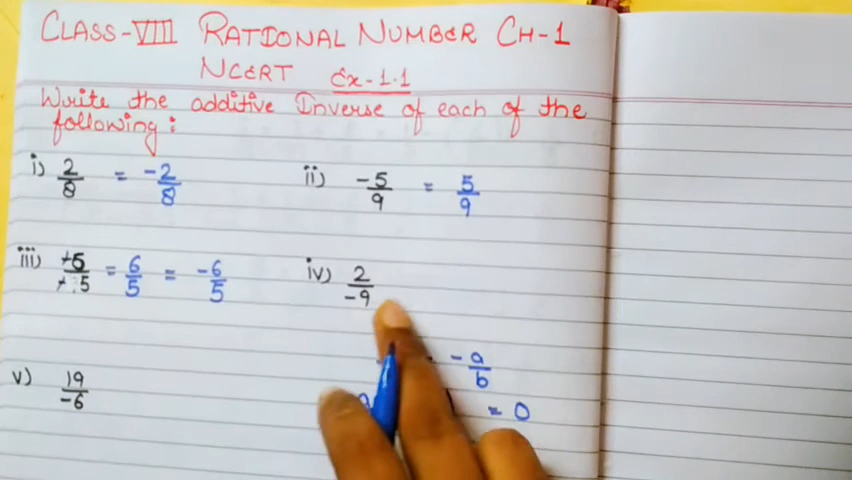 CLASS-VIII RATIONAL NUMBER CH-1
NCERT Ex-1.1
Write the additive Inverse of each of the
following:
i) 2/8 = -2/8 ii) -5/9 = 5/9
iii) = 6/5 = -6/5 iv) 2/-9
-a/b
v) 19/-6
= 0